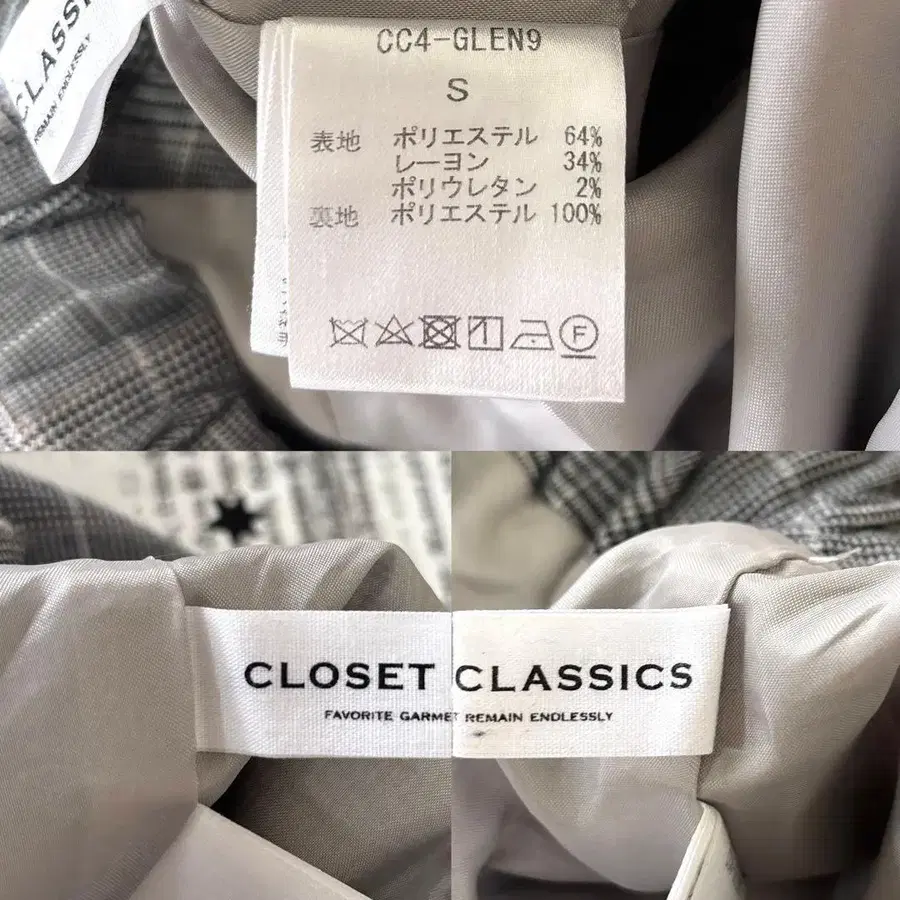 CLASS
REMAIN ENDLESSLY
CC4-GLEN9
S
表地 ポリエステル 64%
レーヨン 34%
ポリウレタン 2%
裏地 ポリエステル 100%
F
CLOSET CLASSICS
FAVORITE GARMET REMAIN ENDLESSLY